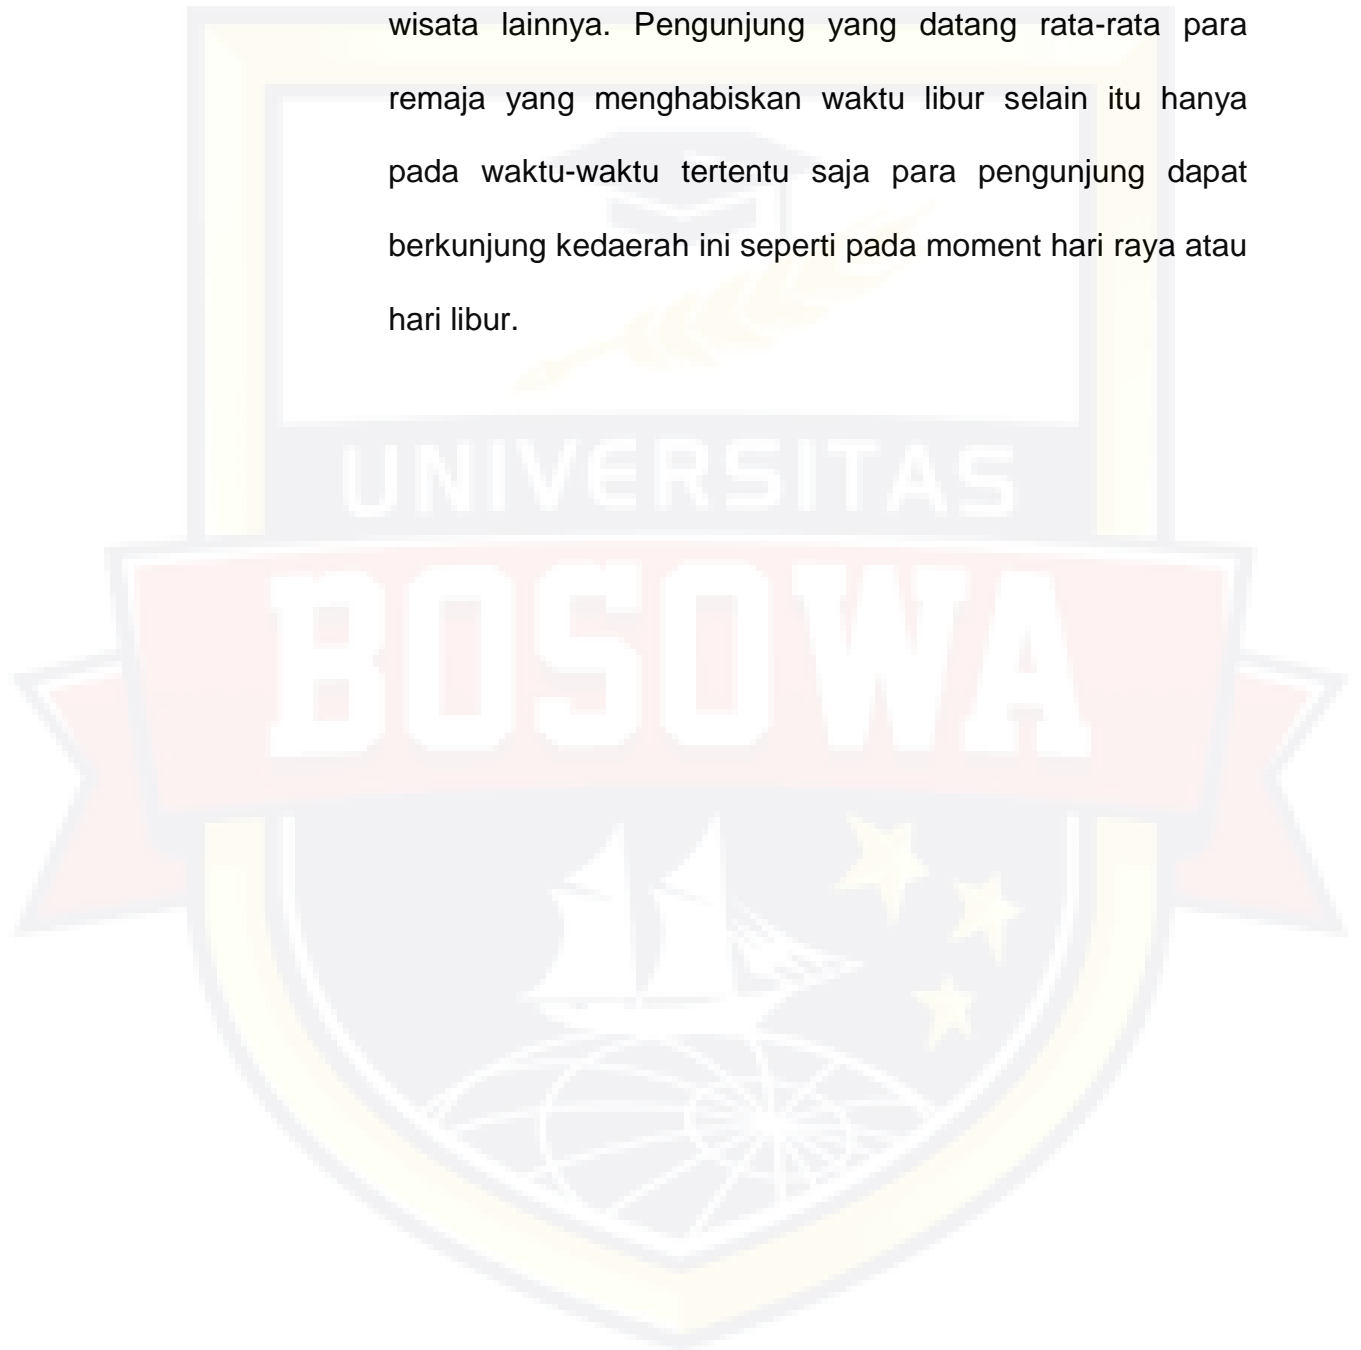 wisata lainnya. Pengunjung yang datang rata-rata para
remaja yang menghabiskan waktu libur selain itu hanya
pada waktu-waktu tertentu saja para pengunjung dapat
berkunjung kedaerah ini seperti pada moment hari raya atau
hari libur.
UNIVERSITAS
BOSOWA